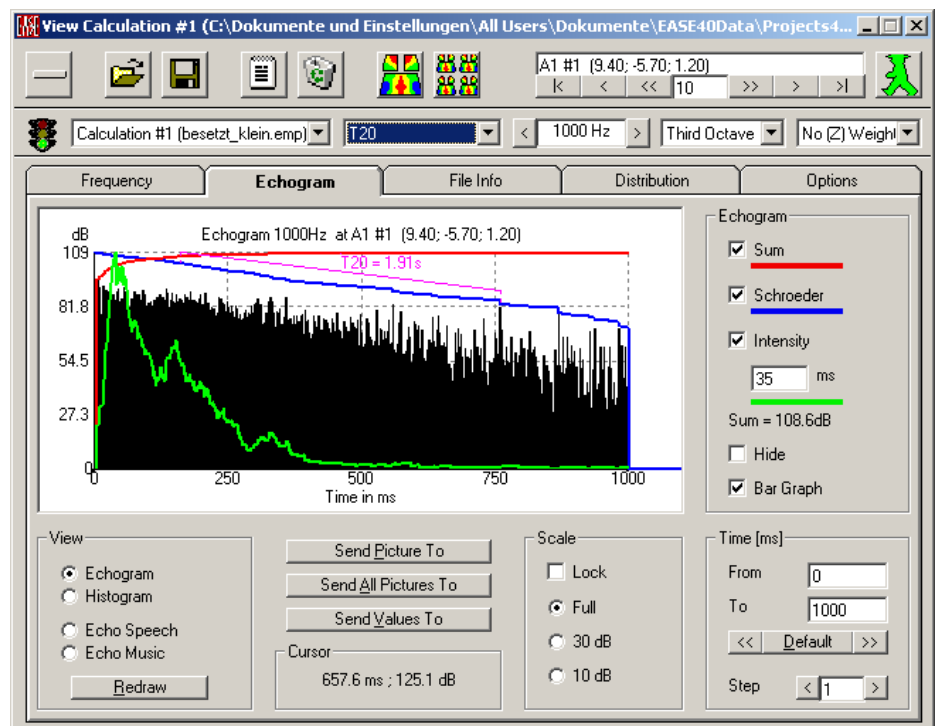 View Calculation #1 (C:\Dokumente und Einstellungen\All Users\Dokumente\EASE40Data\Projects4...
A1 #1 (9.40; -5.70; 1.20)
|< < << 10 >> > >|
Calculation #1 (besetzt_klein.emp) T20 < 1000 Hz > Third Octave No (Z) Weight
Frequency Echogram File Info Distribution Options
dB Echogram 1000Hz at A1 #1 (9.40; -5.70; 1.20)
109
T20 = 1.91s
81.8
54.5
27.3
0
0 250 500 750 1000
Time in ms
Echogram
Sum
Schroeder
Intensity
35 ms
Sum = 108.6dB
Hide
Bar Graph
View
Echogram
Histogram
Echo Speech
Echo Music
Redraw
Send Picture To
Send All Pictures To
Send Values To
Cursor
657.6 ms ; 125.1 dB
Scale
Lock
Full
30 dB
10 dB
Time [ms]
From 0
To 1000
<< Default >>
Step < 1 >